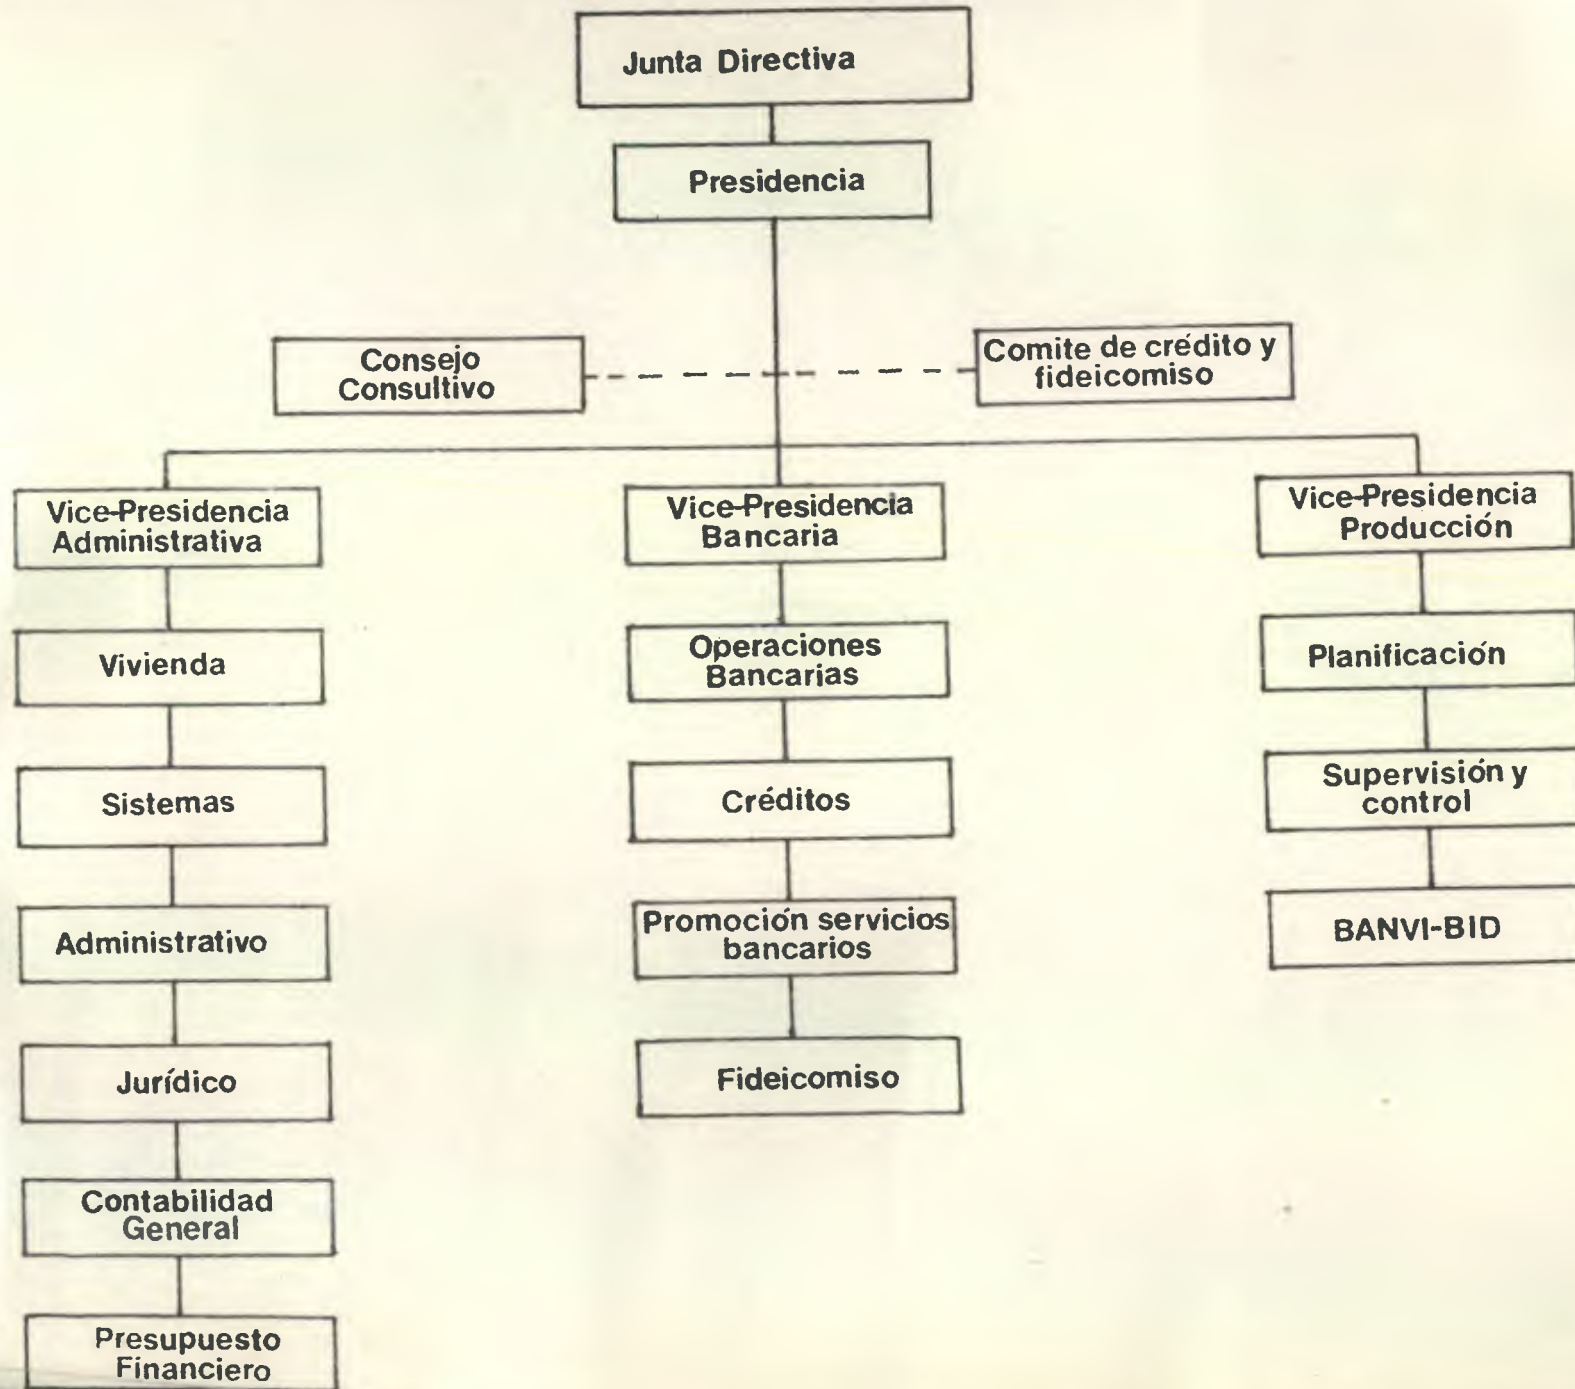 Junta Directiva
Presidencia
Consejo
Consultivo
Comite de crédito y
fideicomiso
Vice-Presidencia
Administrativa
Vivienda
Sistemas
Administrativo
Jurídico
Contabilidad
General
Presupuesto
Financiero
Vice-Presidencia
Bancaria
Operaciones
Bancarias
Créditos
Promoción servicios
bancarios
Fideicomiso
Vice-Presidencia
Producción
Planificación
Supervisión y
control
BANVI-BID